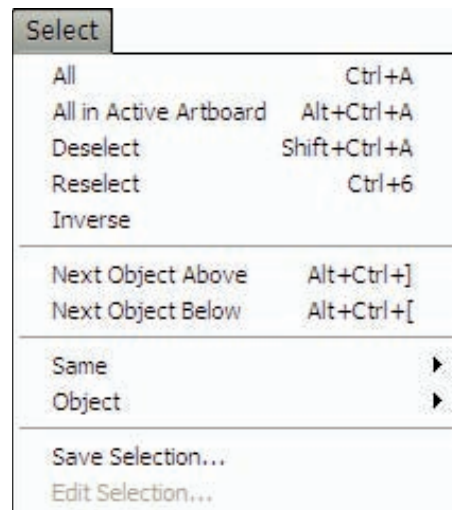 Select
All Ctrl+A
All in Active Artboard Alt+Ctrl+A
Deselect Shift+Ctrl+A
Reselect Ctrl+6
Inverse
Next Object Above Alt+Ctrl+]
Next Object Below Alt+Ctrl+[
Same
Object
Save Selection...
Edit Selection...